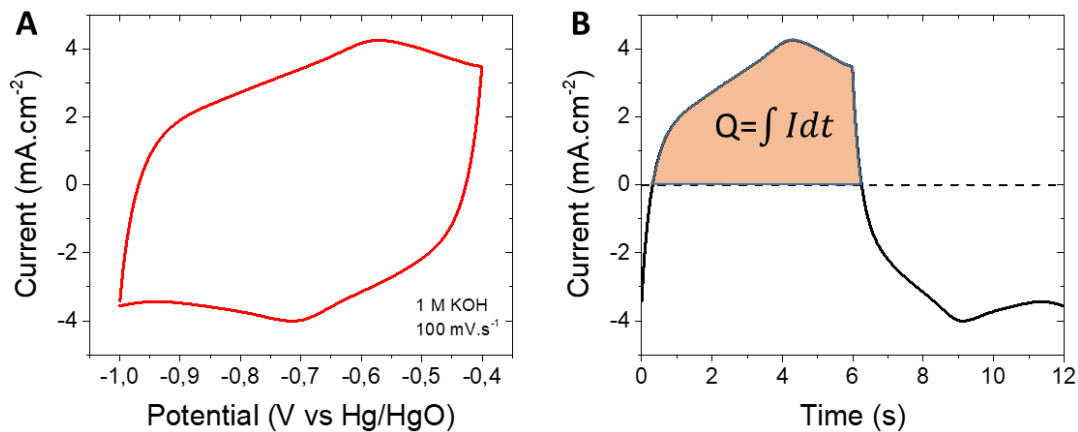 A
Current (mA.cm⁻²)
4
2
0
-2
-4
1 M KOH
100 mV.s⁻¹
-1,0 -0,9 -0,8 -0,7 -0,6 -0,5 -0,4
Potential (V vs Hg/HgO)
B
Current (mA.cm⁻²)
4
2
0
-2
-4
Q=∫ Idt
0 2 4 6 8 10 12
Time (s)